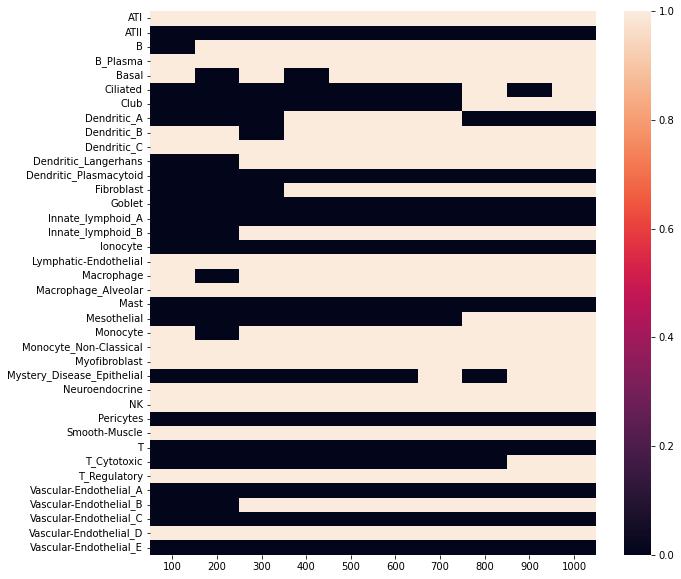 ATI
ATII
B
B_Plasma
Basal
Ciliated
Club
Dendritic_A
Dendritic_B
Dendritic_C
Dendritic_Langerhans
Dendritic_Plasmacytoid
Fibroblast
Goblet
Innate_lymphoid_A
Innate_lymphoid_B
Ionocyte
Lymphatic-Endothelial
Macrophage
Macrophage_Alveolar
Mast
Mesothelial
Monocyte
Monocyte_Non-Classical
Myofibroblast
Mystery_Disease_Epithelial
Neuroendocrine
NK
Pericytes
Smooth-Muscle
T
T_Cytotoxic
T_Regulatory
Vascular-Endothelial_A
Vascular-Endothelial_B
Vascular-Endothelial_C
Vascular-Endothelial_D
Vascular-Endothelial_E
100 200 300 400 500 600 700 800 900 1000
1.0
0.8
0.6
0.4
0.2
0.0